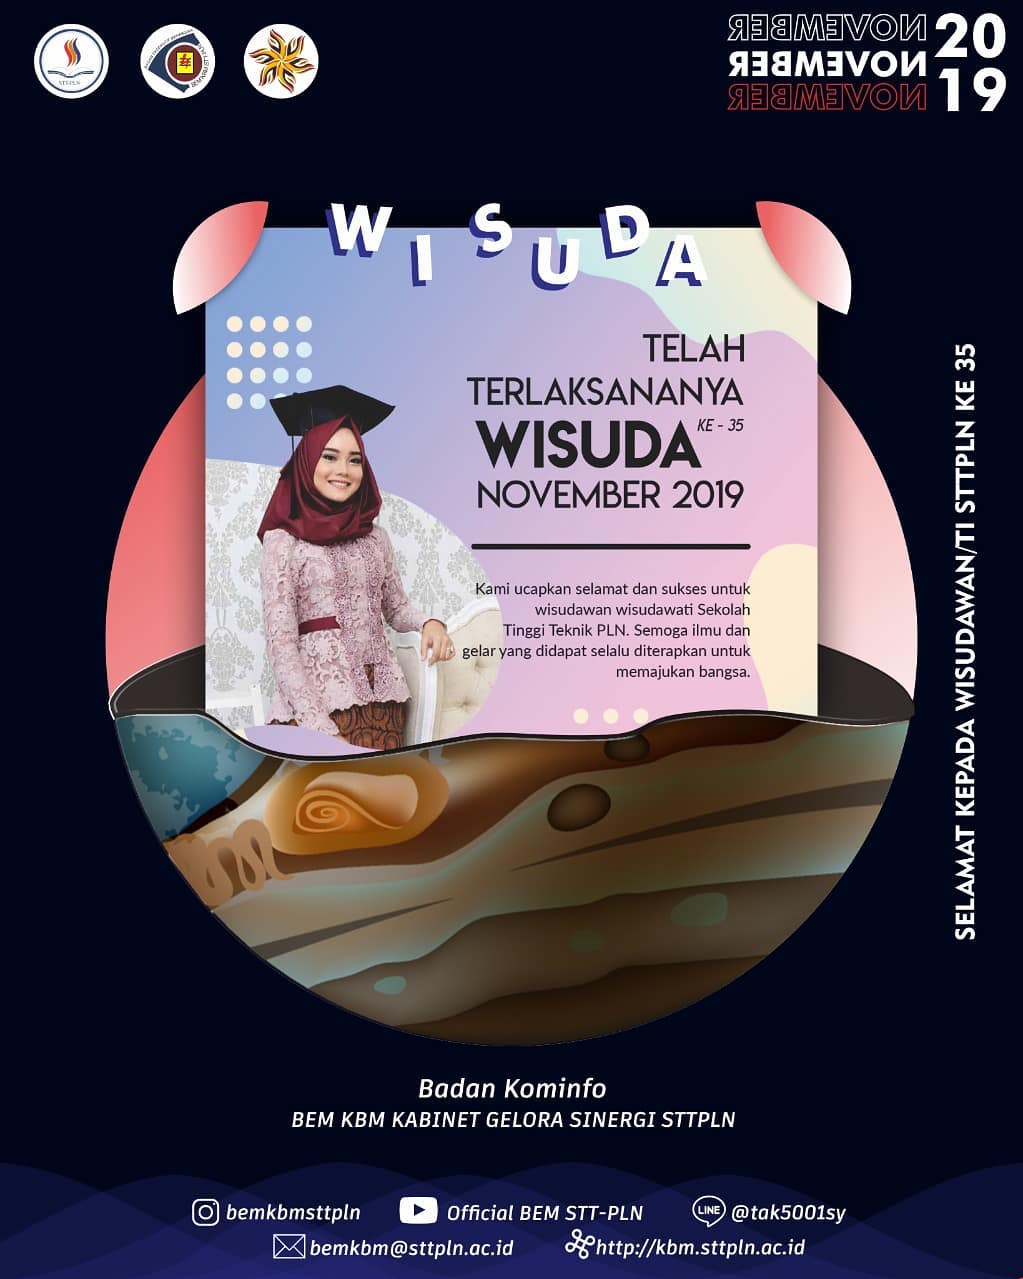 STT-PLN
NOVEMBER
NOVEMBER
NOVEMBER
20
19
WISUDA
TELAH
TERLAKSANANYA
WISUDA KE - 35
NOVEMBER 2019
Kami ucapkan selamat dan sukses untuk
wisudawan wisudawati Sekolah
Tinggi Teknik PLN. Semoga ilmu dan
gelar yang didapat selalu diterapkan untuk
memajukan bangsa.
SELAMAT KEPADA WISUDAWAN/TI STTPLN KE 35
Badan Kominfo
BEM KBM KABINET GELORA SINERGI STTPLN
bemkbmsttpln Official BEM STT-PLN LINE @tak5001sy
bemkbm@sttpln.ac.id http://kbm.sttpln.ac.id